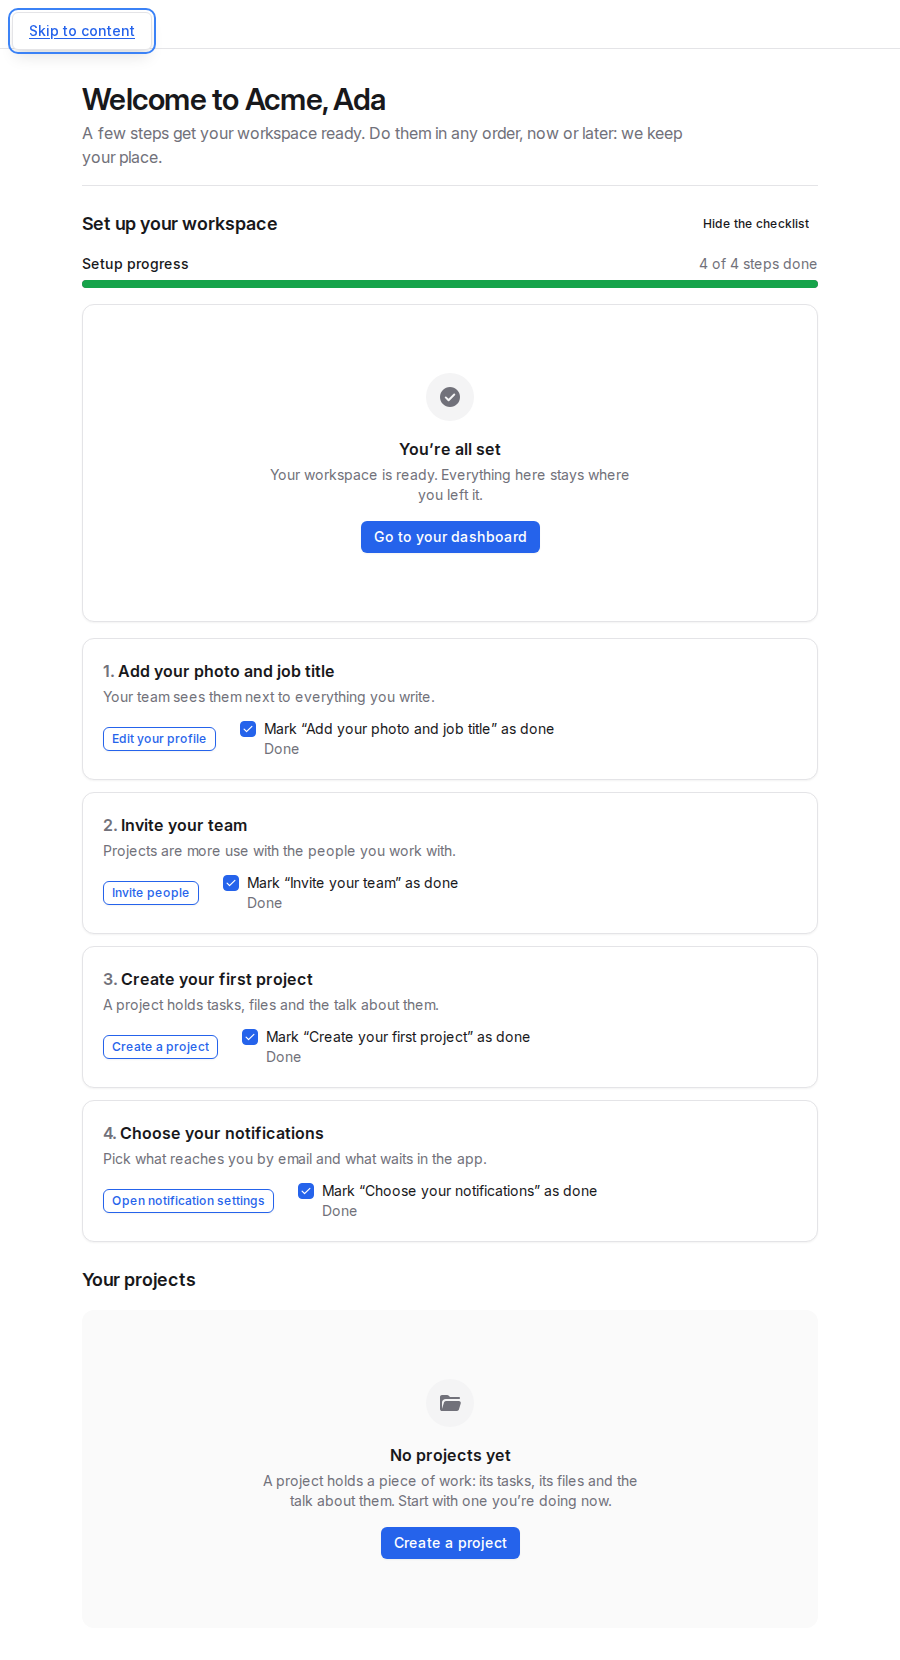 Skip to content
Welcome to Acme, Ada
A few steps get your workspace ready. Do them in any order, now or later: we keep
your place.
Set up your workspace
Hide the checklist
Setup progress
4 of 4 steps done
You’re all set
Your workspace is ready. Everything here stays where
you left it.
Go to your dashboard
1. Add your photo and job title
Your team sees them next to everything you write.
Edit your profile
Mark “Add your photo and job title” as done
Done
2. Invite your team
Projects are more use with the people you work with.
Invite people
Mark “Invite your team” as done
Done
3. Create your first project
A project holds tasks, files and the talk about them.
Create a project
Mark “Create your first project” as done
Done
4. Choose your notifications
Pick what reaches you by email and what waits in the app.
Open notification settings
Mark “Choose your notifications” as done
Done
Your projects
No projects yet
A project holds a piece of work: its tasks, its files and the
talk about them. Start with one you’re doing now.
Create a project